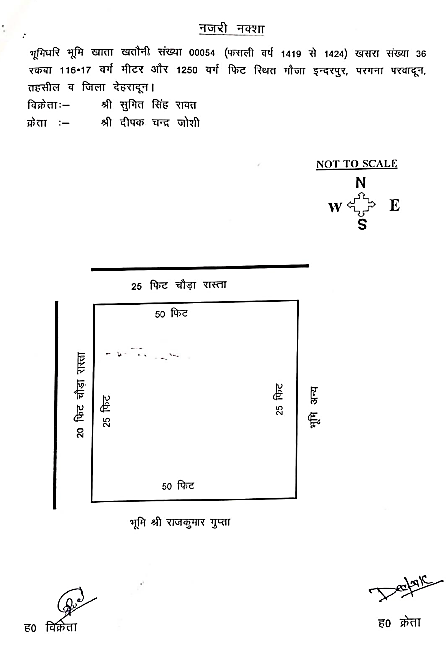 नजरी नक्शा
भूमिधरि भूमि खाता खतौनी संख्या 00054 (फसली वर्ष 1419 से 1424) खसरा संख्या 36
रकबा 116·17 वर्ग मीटर और 1250 वर्ग फिट स्थित मौजा इन्दरपुर, परगना परवादून,
तहसील व जिला देहरादून।
विक्रेताः– श्री सुमित सिंह रावत
क्रेता :– श्री दीपक चन्द्र जोशी
NOT TO SCALE
N
W E
S
25 फिट चौड़ा रास्ता
50 फिट
20 फिट चौड़ा रास्ता
25 फिट
25 फिट
भूमि अन्य
50 फिट
भूमि श्री राजकुमार गुप्ता
Deepak
ह0 विक्रेता
ह0 क्रेता